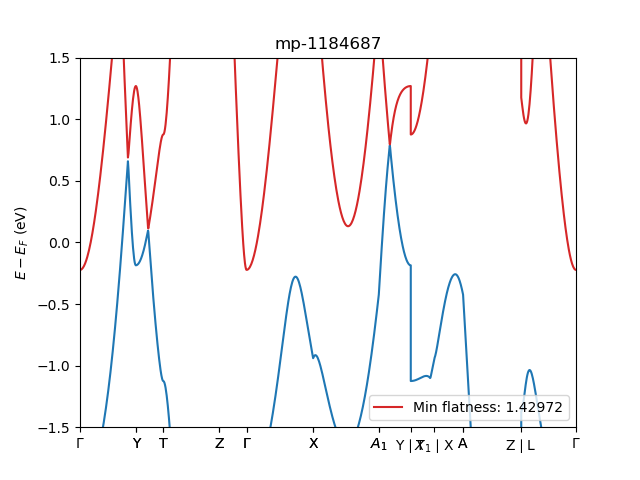 mp-1184687
E − E_F (eV)
1.5
1.0
0.5
0.0
−0.5
−1.0
−1.5
Min flatness: 1.42972
Γ Y T Z Γ X A₁ Y | X T₁ | X A Z | L Γ